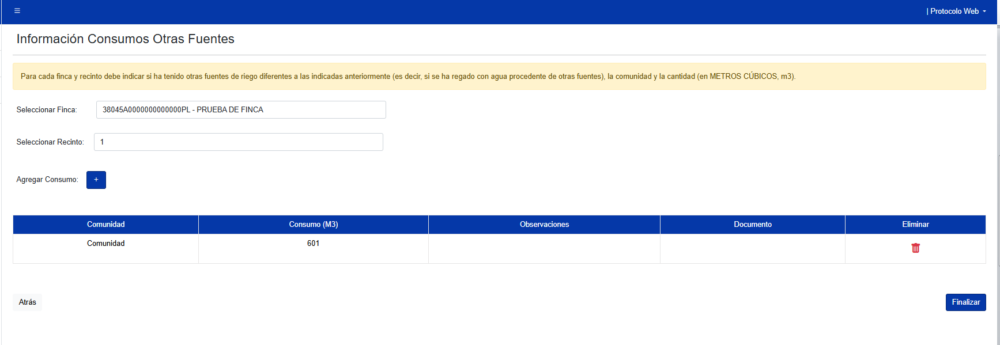 | Protocolo Web
Información Consumos Otras Fuentes
Para cada finca y recinto debe indicar si ha tenido otras fuentes de riego diferentes a las indicadas anteriormente (es decir, si se ha regado con agua procedente de otras fuentes), la comunidad y la cantidad (en METROS CÚBICOS, m3).
Seleccionar Finca: 38045A0000000000000PL - PRUEBA DE FINCA
Seleccionar Recinto: 1
Agregar Consumo: +
Comunidad Consumo (M3) Observaciones Documento Eliminar
Comunidad 601
Atrás Finalizar